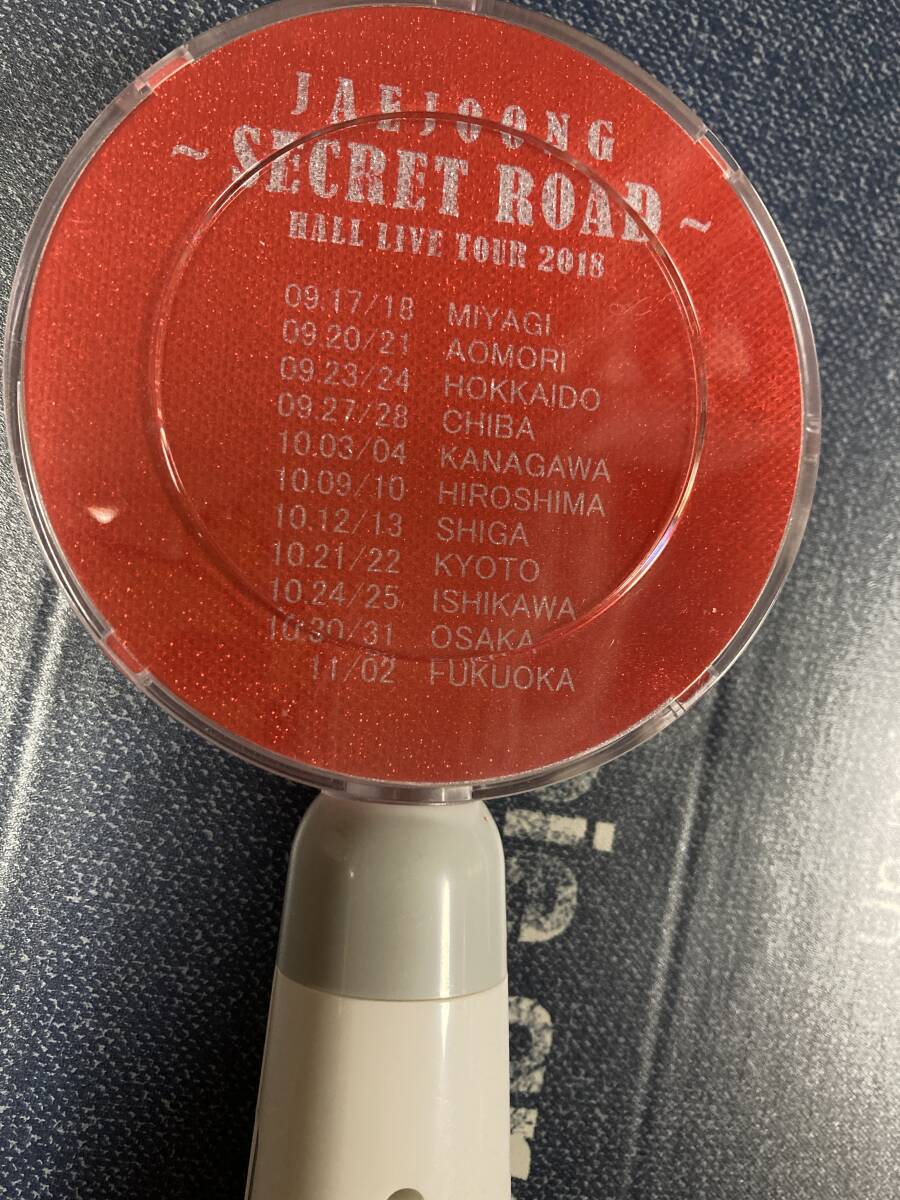 JAEJOONG
~ SECRET ROAD ~
HALL LIVE TOUR 2018
09.17/18 MIYAGI
09.20/21 AOMORI
09.23/24 HOKKAIDO
09.27/28 CHIBA
10.03/04 KANAGAWA
10.09/10 HIROSHIMA
10.12/13 SHIGA
10.21/22 KYOTO
10.24/25 ISHIKAWA
10.30/31 OSAKA
11/02 FUKUOKA